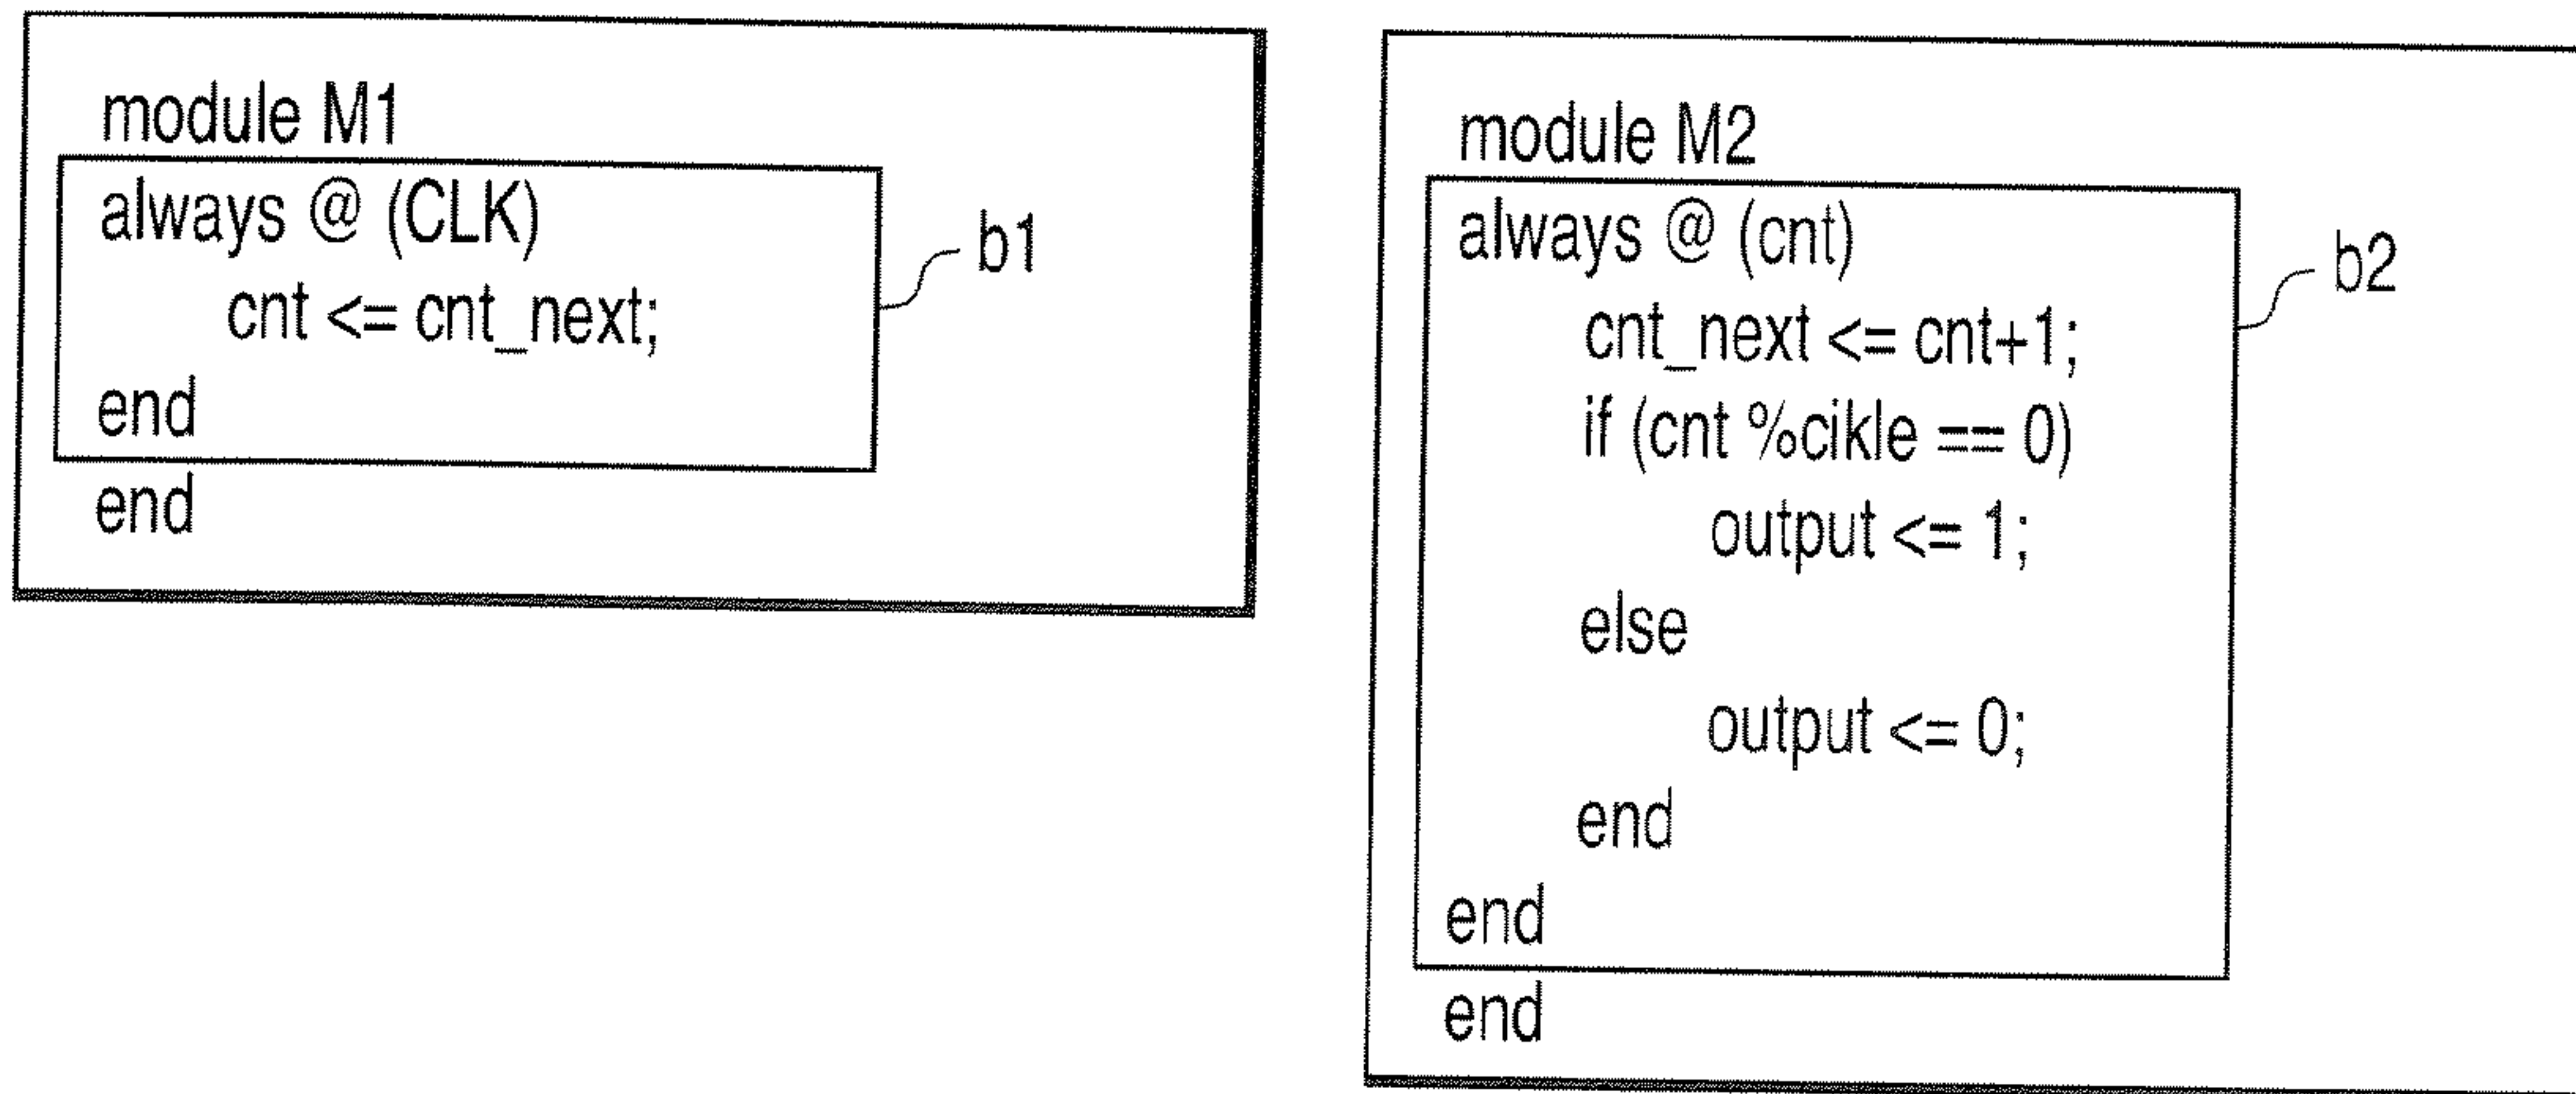 module M1
always @ (CLK)
cnt <= cnt_next;
end
end
b1
module M2
always @ (cnt)
cnt_next <= cnt+1;
if (cnt %cikle == 0)
output <= 1;
else
output <= 0;
end
end
end
b2